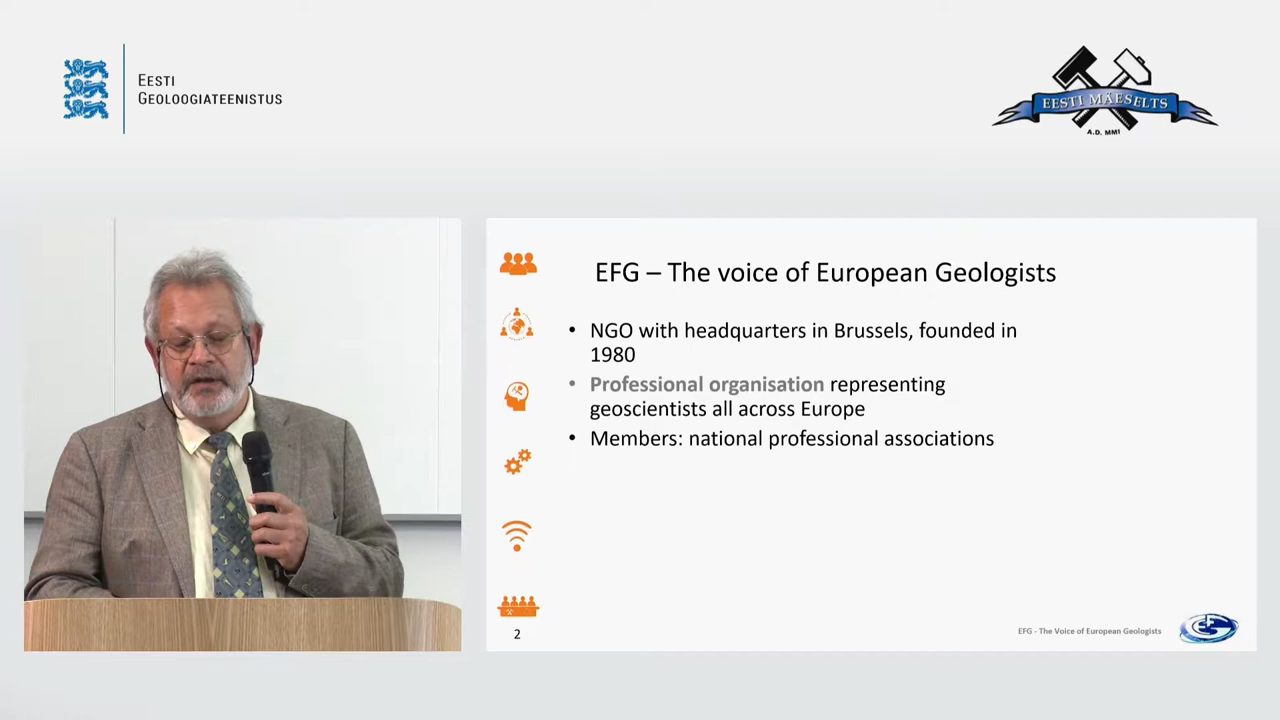 EESTI
GEOLOOGIATEENISTUS
EESTI MÄESELTS
A.D. MMI
EFG – The voice of European Geologists
• NGO with headquarters in Brussels, founded in
1980
• Professional organisation representing
geoscientists all across Europe
• Members: national professional associations
2
EFG - The Voice of European Geologists
EFG